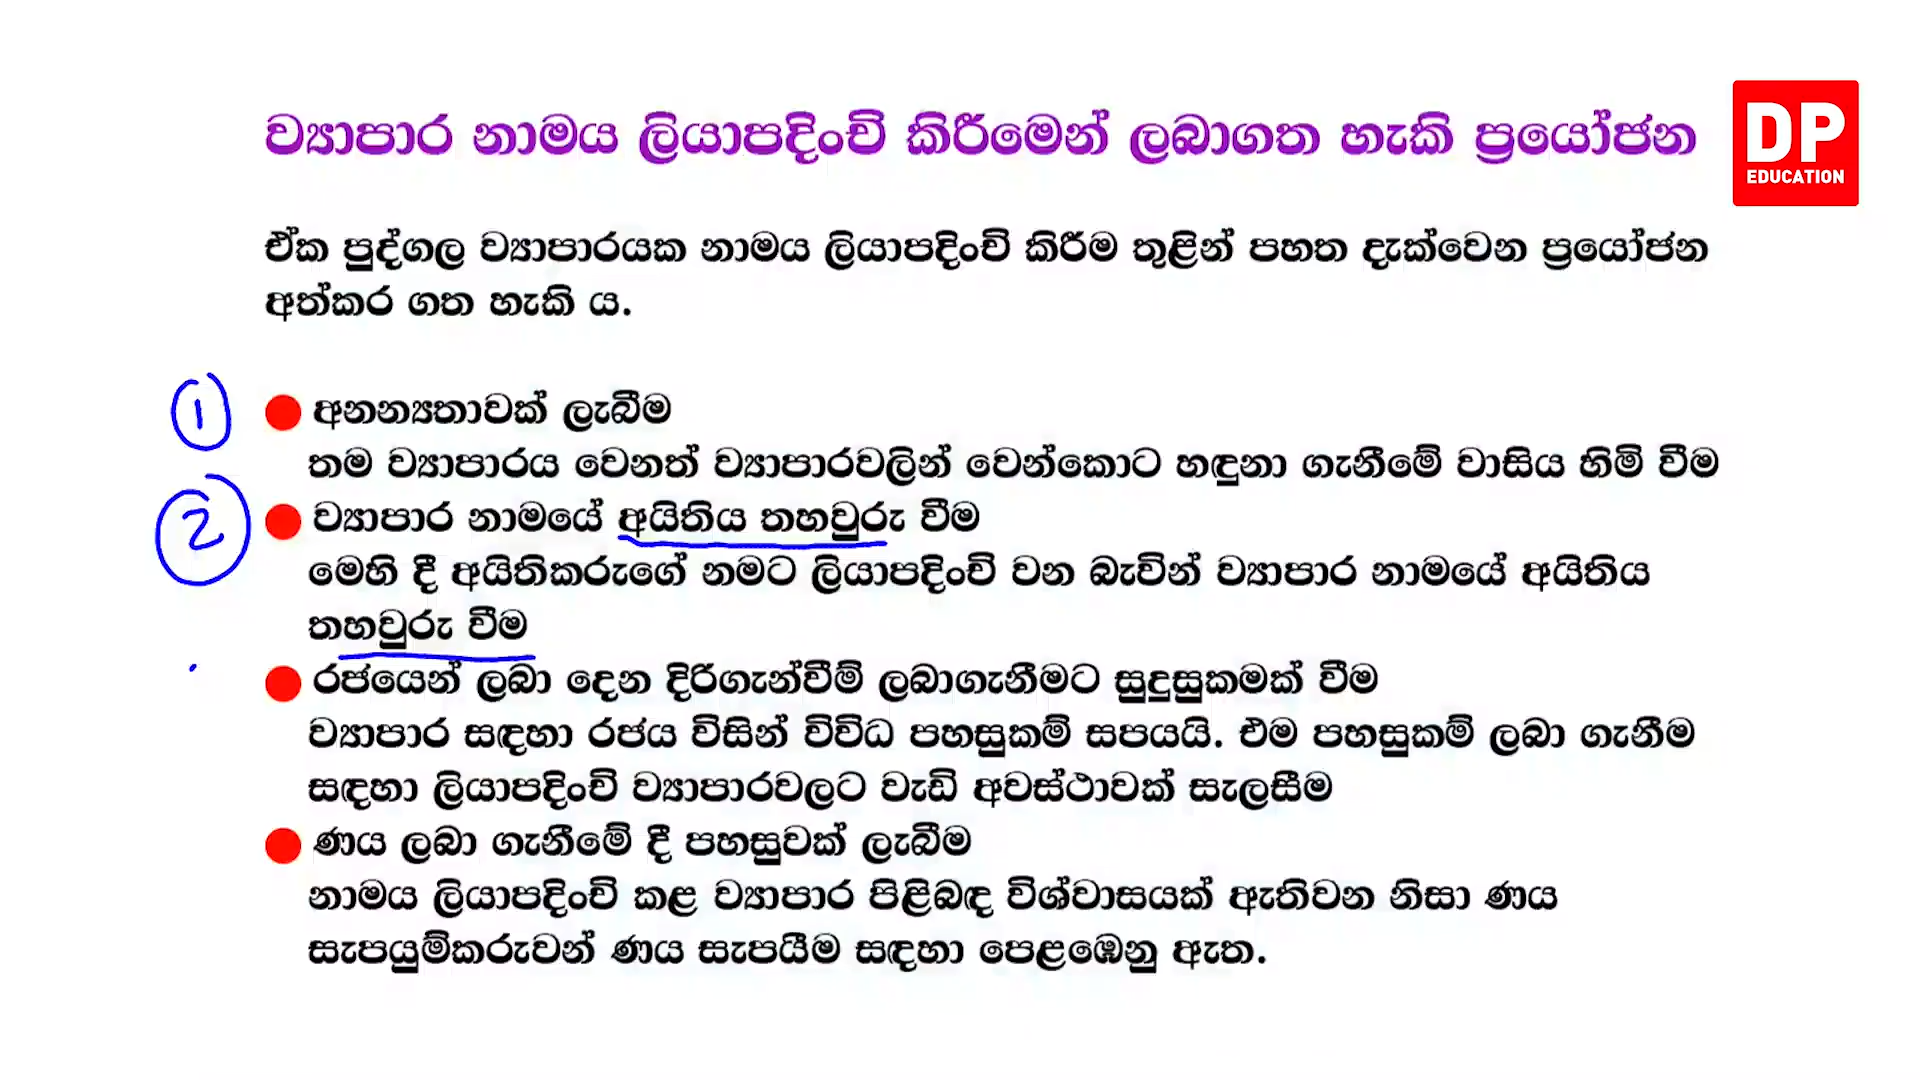 ව්‍යාපාර නාමය ලියාපදිංචි කිරීමෙන් ලබාගත හැකි ප්‍රයෝජන
DP
EDUCATION
ඒක පුද්ගල ව්‍යාපාරයක නාමය ලියාපදිංචි කිරීම තුළින් පහත දැක්වෙන ප්‍රයෝජන
අත්කර ගත හැකි ය.
1
අනන්‍යතාවක් ලැබීම
තම ව්‍යාපාරය වෙනත් ව්‍යාපාරවලින් වෙන්කොට හඳුනා ගැනීමේ වාසිය හිමි වීම
2
ව්‍යාපාර නාමයේ අයිතිය තහවුරු වීම
මෙහි දී අයිතිකරුගේ නමට ලියාපදිංචි වන බැවින් ව්‍යාපාර නාමයේ අයිතිය
තහවුරු වීම
රජයෙන් ලබා දෙන දිරිගැන්වීම් ලබාගැනීමට සුදුසුකමක් වීම
ව්‍යාපාර සඳහා රජය විසින් විවිධ පහසුකම් සපයයි. එම පහසුකම් ලබා ගැනීම
සඳහා ලියාපදිංචි ව්‍යාපාරවලට වැඩි අවස්ථාවක් සැලසීම
ණය ලබා ගැනීමේ දී පහසුවක් ලැබීම
නාමය ලියාපදිංචි කළ ව්‍යාපාර පිළිබඳ විශ්වාසයක් ඇතිවන නිසා ණය
සැපයුම්කරුවන් ණය සැපයීම සඳහා පෙළඹෙනු ඇත.